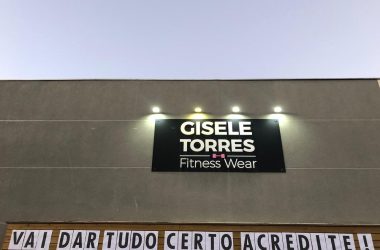 GISELE
TORRES
Fitness Wear
VAI DAR TUDO CERTO ACREDITE!